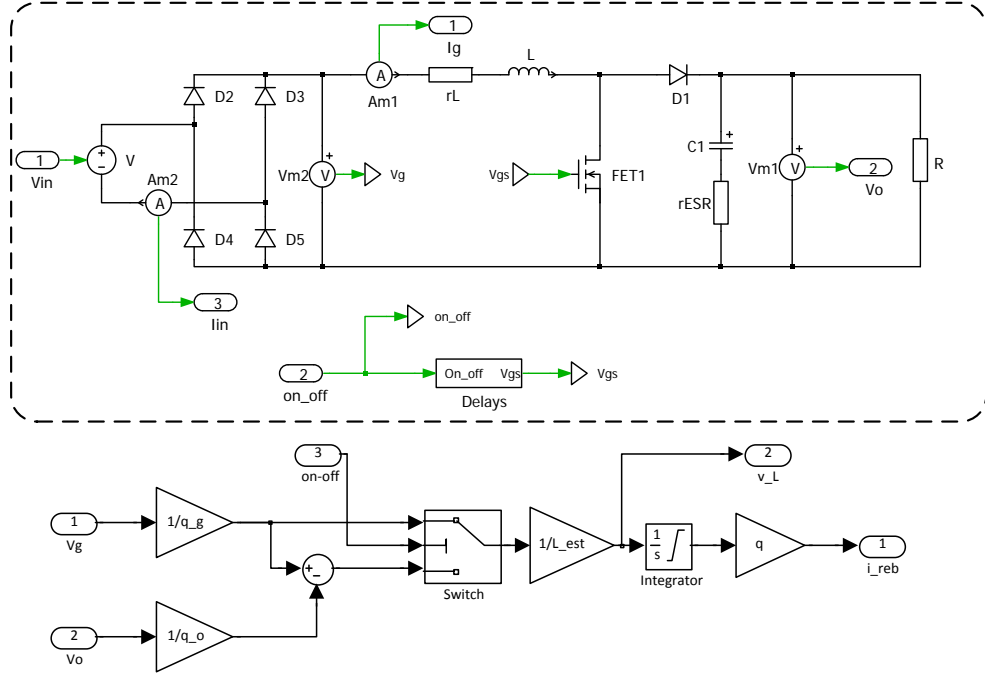 1
Ig
A
Am1
rL
L
D2
D3
D1
1
Vin
+
−
V
Am2
A
Vm2
+
V
Vg
Vgs
FET1
C1
+
rESR
Vm1
+
V
2
Vo
R
D4
D5
3
Iin
on_off
2
on_off
On_off Vgs
Delays
Vgs
3
on-off
2
v_L
1
Vg
1/q_g
+
−
Switch
1/L_est
1
s
Integrator
q
1
i_reb
2
Vo
1/q_o